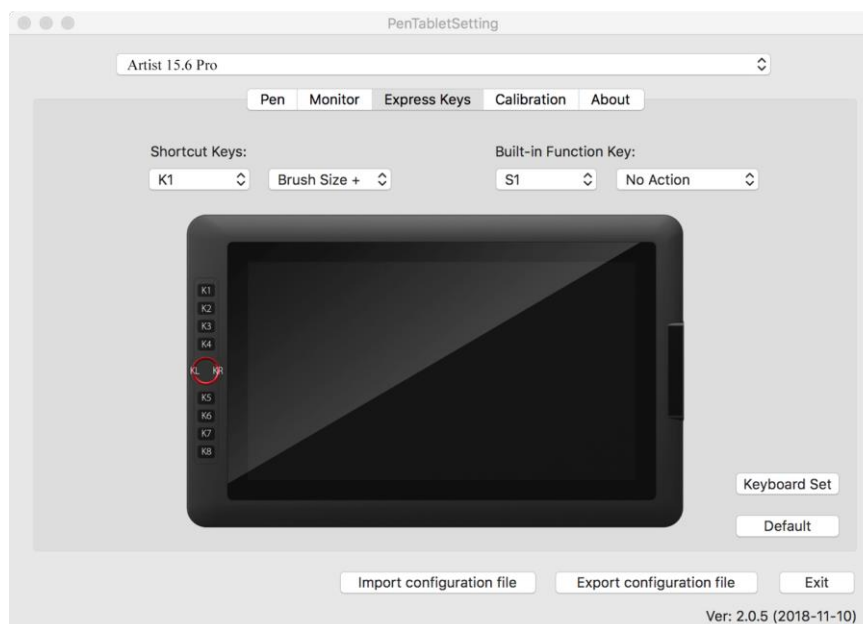 PenTabletSetting
Artist 15.6 Pro
Pen Monitor Express Keys Calibration About
Shortcut Keys: Built-in Function Key:
K1 Brush Size + S1 No Action
K1
K2
K3
K4
KL KR
K5
K6
K7
K8
Keyboard Set
Default
Import configuration file Export configuration file Exit
Ver: 2.0.5 (2018-11-10)